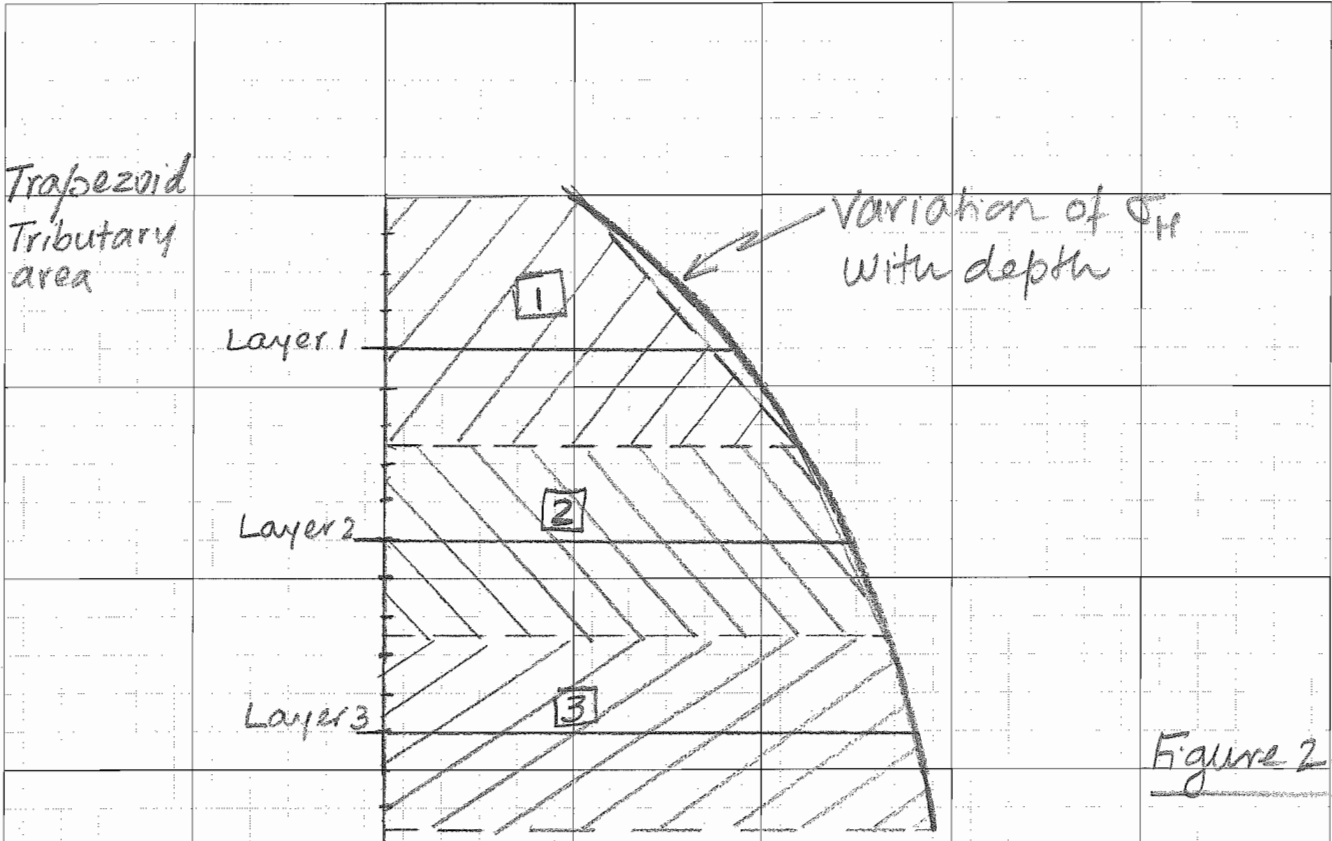 Trapezoid
Tributary
area
Variation of σH
with depth
1
Layer 1
2
Layer 2
3
Layer 3
Figure 2